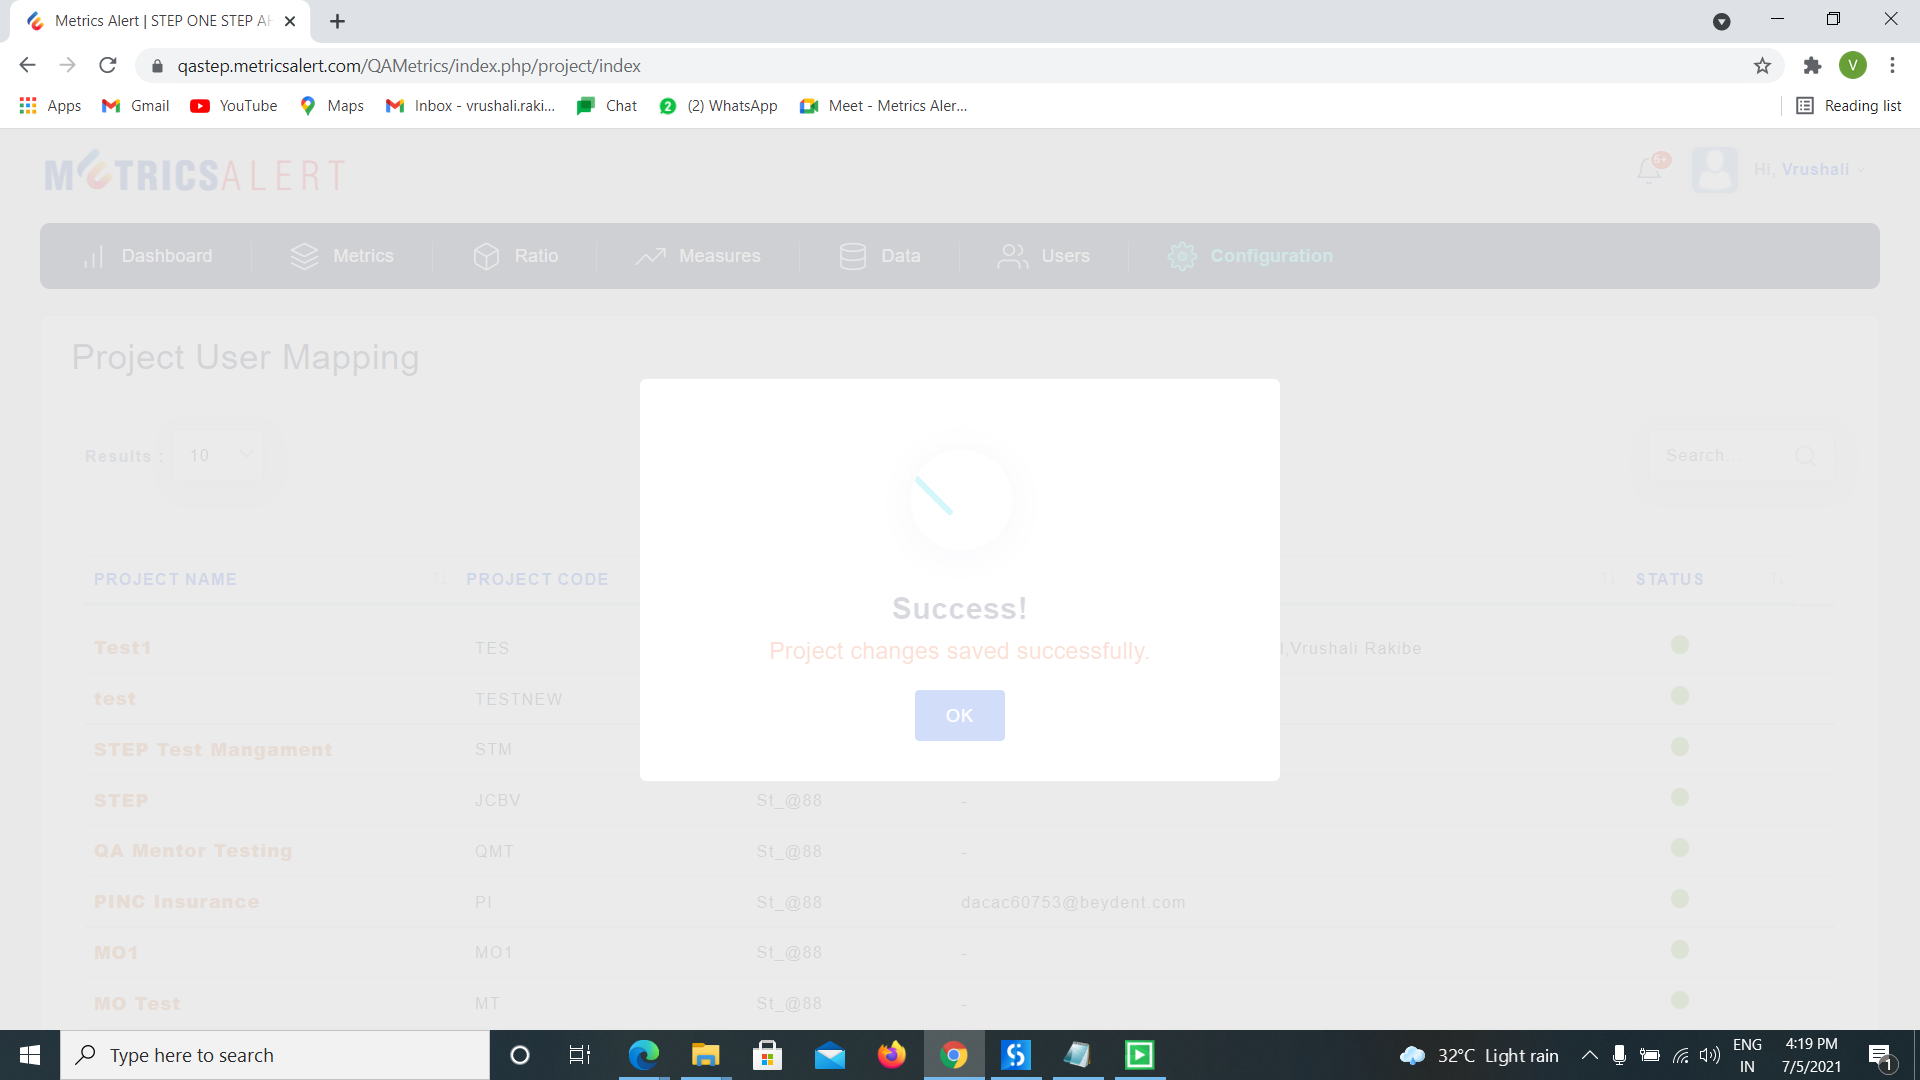 Metrics Alert | STEP ONE STEP AH
qastep.metricsalert.com/QAMetrics/index.php/project/index
V
Apps
Gmail
YouTube
Maps
Inbox - vrushali.raki...
Chat
2
(2) WhatsApp
Meet - Metrics Aler...
Reading list
METRICSALERT
5+
Hi, Vrushali
Dashboard
Metrics
Ratio
Measures
Data
Users
Configuration
Project User Mapping
Results :
10
Search...
PROJECT NAME
PROJECT CODE
STATUS
Success!
Project changes saved successfully.
OK
Test1
TES
,Vrushali Rakibe
test
TESTNEW
STEP Test Mangament
STM
STEP
JCBV
St_@88
-
QA Mentor Testing
QMT
St_@88
-
PINC Insurance
PI
St_@88
dacac60753@beydent.com
MO1
MO1
St_@88
-
MO Test
MT
St_@88
-
Type here to search
32°C Light rain
ENG
IN
4:19 PM
7/5/2021
1